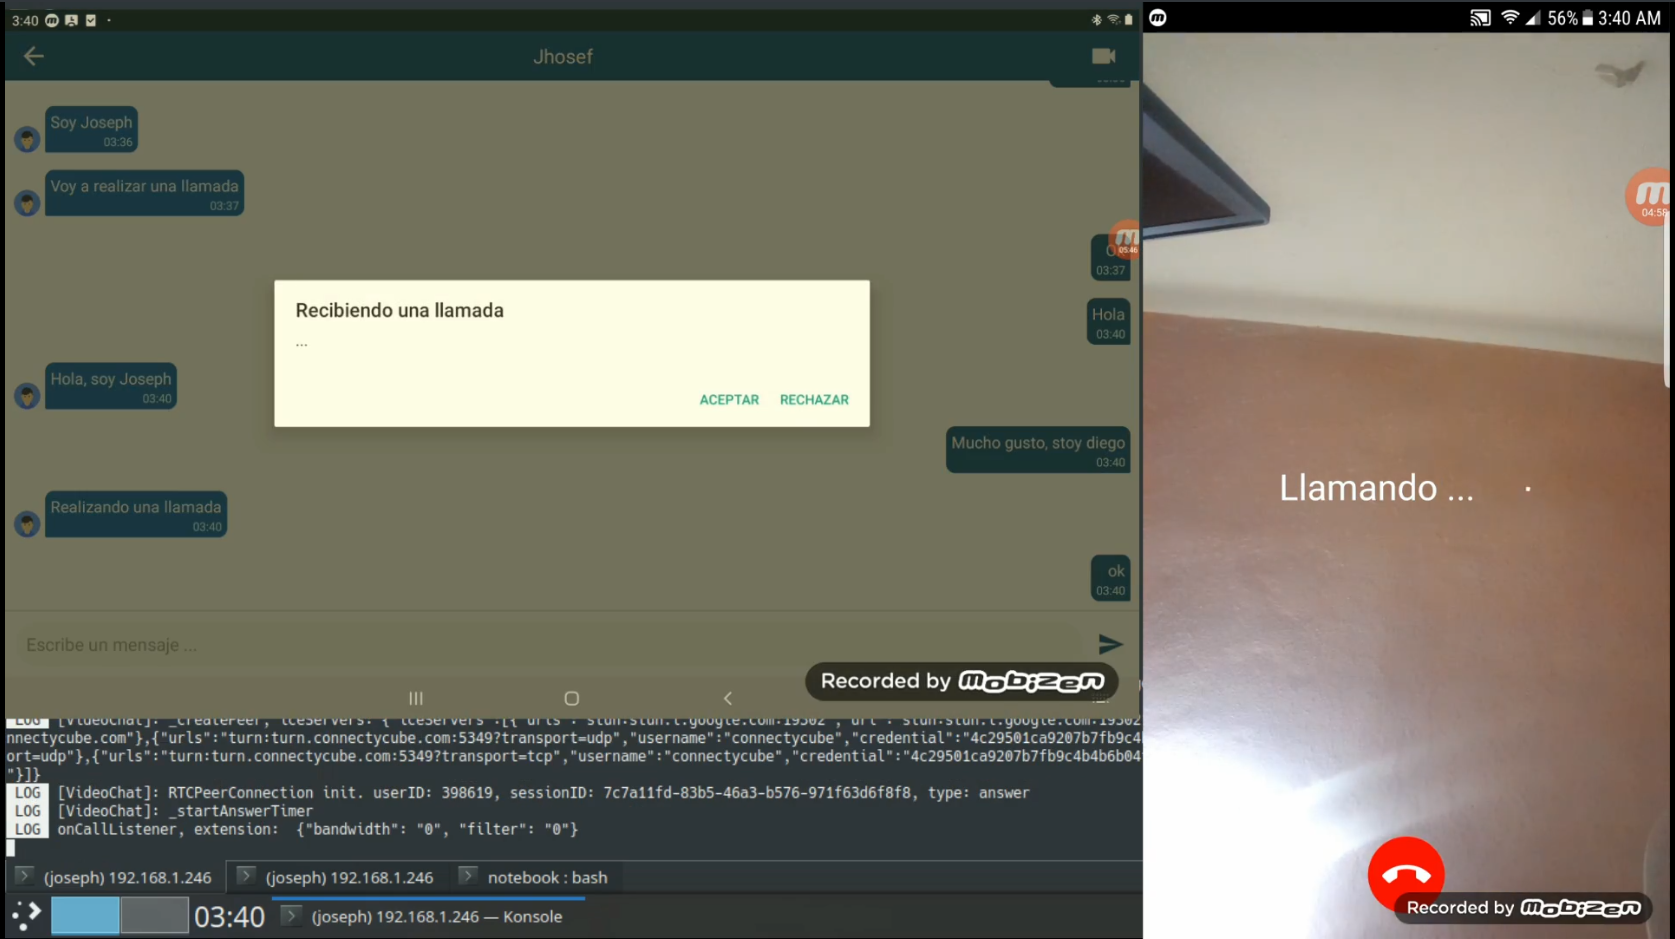 3:40
Jhosef
Soy Joseph
03:36
Voy a realizar una llamada
03:37
05:46
03:37
Hola
03:40
Recibiendo una llamada
...
ACEPTAR RECHAZAR
Hola, soy Joseph
03:40
Mucho gusto, stoy diego
03:40
Realizando una llamada
03:40
ok
03:40
Escribe un mensaje ...
Recorded by mobizen
LOG [VideoChat]: _createPeer, iceServers: {"iceServers":[{"urls":"stun:stun.l.google.com:19302","url":"stun:stun.l.google.com:19302
nnectycube.com"},{"urls":"turn:turn.connectycube.com:5349?transport=udp","username":"connectycube","credential":"4c29501ca9207b7fb9c4
ort=udp"},{"urls":"turn:turn.connectycube.com:5349?transport=tcp","username":"connectycube","credential":"4c29501ca9207b7fb9c4b4b6b04
"}]}
LOG [VideoChat]: RTCPeerConnection init. userID: 398619, sessionID: 7c7a11fd-83b5-46a3-b576-971f63d6f8f8, type: answer
LOG [VideoChat]: _startAnswerTimer
LOG onCallListener, extension: {"bandwidth": "0", "filter": "0"}
(joseph) 192.168.1.246
(joseph) 192.168.1.246
notebook : bash
03:40
(joseph) 192.168.1.246 — Konsole
56% 3:40 AM
04:58
Llamando ...
Recorded by mobizen